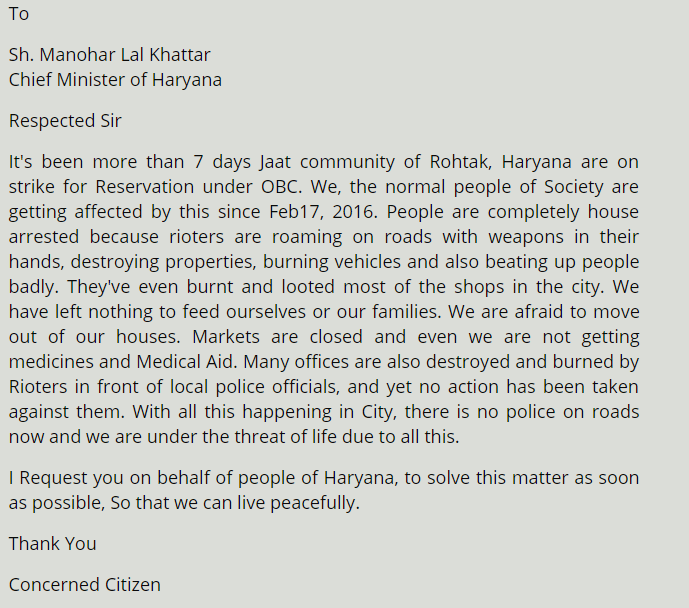 To
Sh. Manohar Lal Khattar
Chief Minister of Haryana
Respected Sir
It's been more than 7 days Jaat community of Rohtak, Haryana are on
strike for Reservation under OBC. We, the normal people of Society are
getting affected by this since Feb17, 2016. People are completely house
arrested because rioters are roaming on roads with weapons in their
hands, destroying properties, burning vehicles and also beating up people
badly. They've even burnt and looted most of the shops in the city. We
have left nothing to feed ourselves or our families. We are afraid to move
out of our houses. Markets are closed and even we are not getting
medicines and Medical Aid. Many offices are also destroyed and burned by
Rioters in front of local police officials, and yet no action has been taken
against them. With all this happening in City, there is no police on roads
now and we are under the threat of life due to all this.
I Request you on behalf of people of Haryana, to solve this matter as soon
as possible, So that we can live peacefully.
Thank You
Concerned Citizen